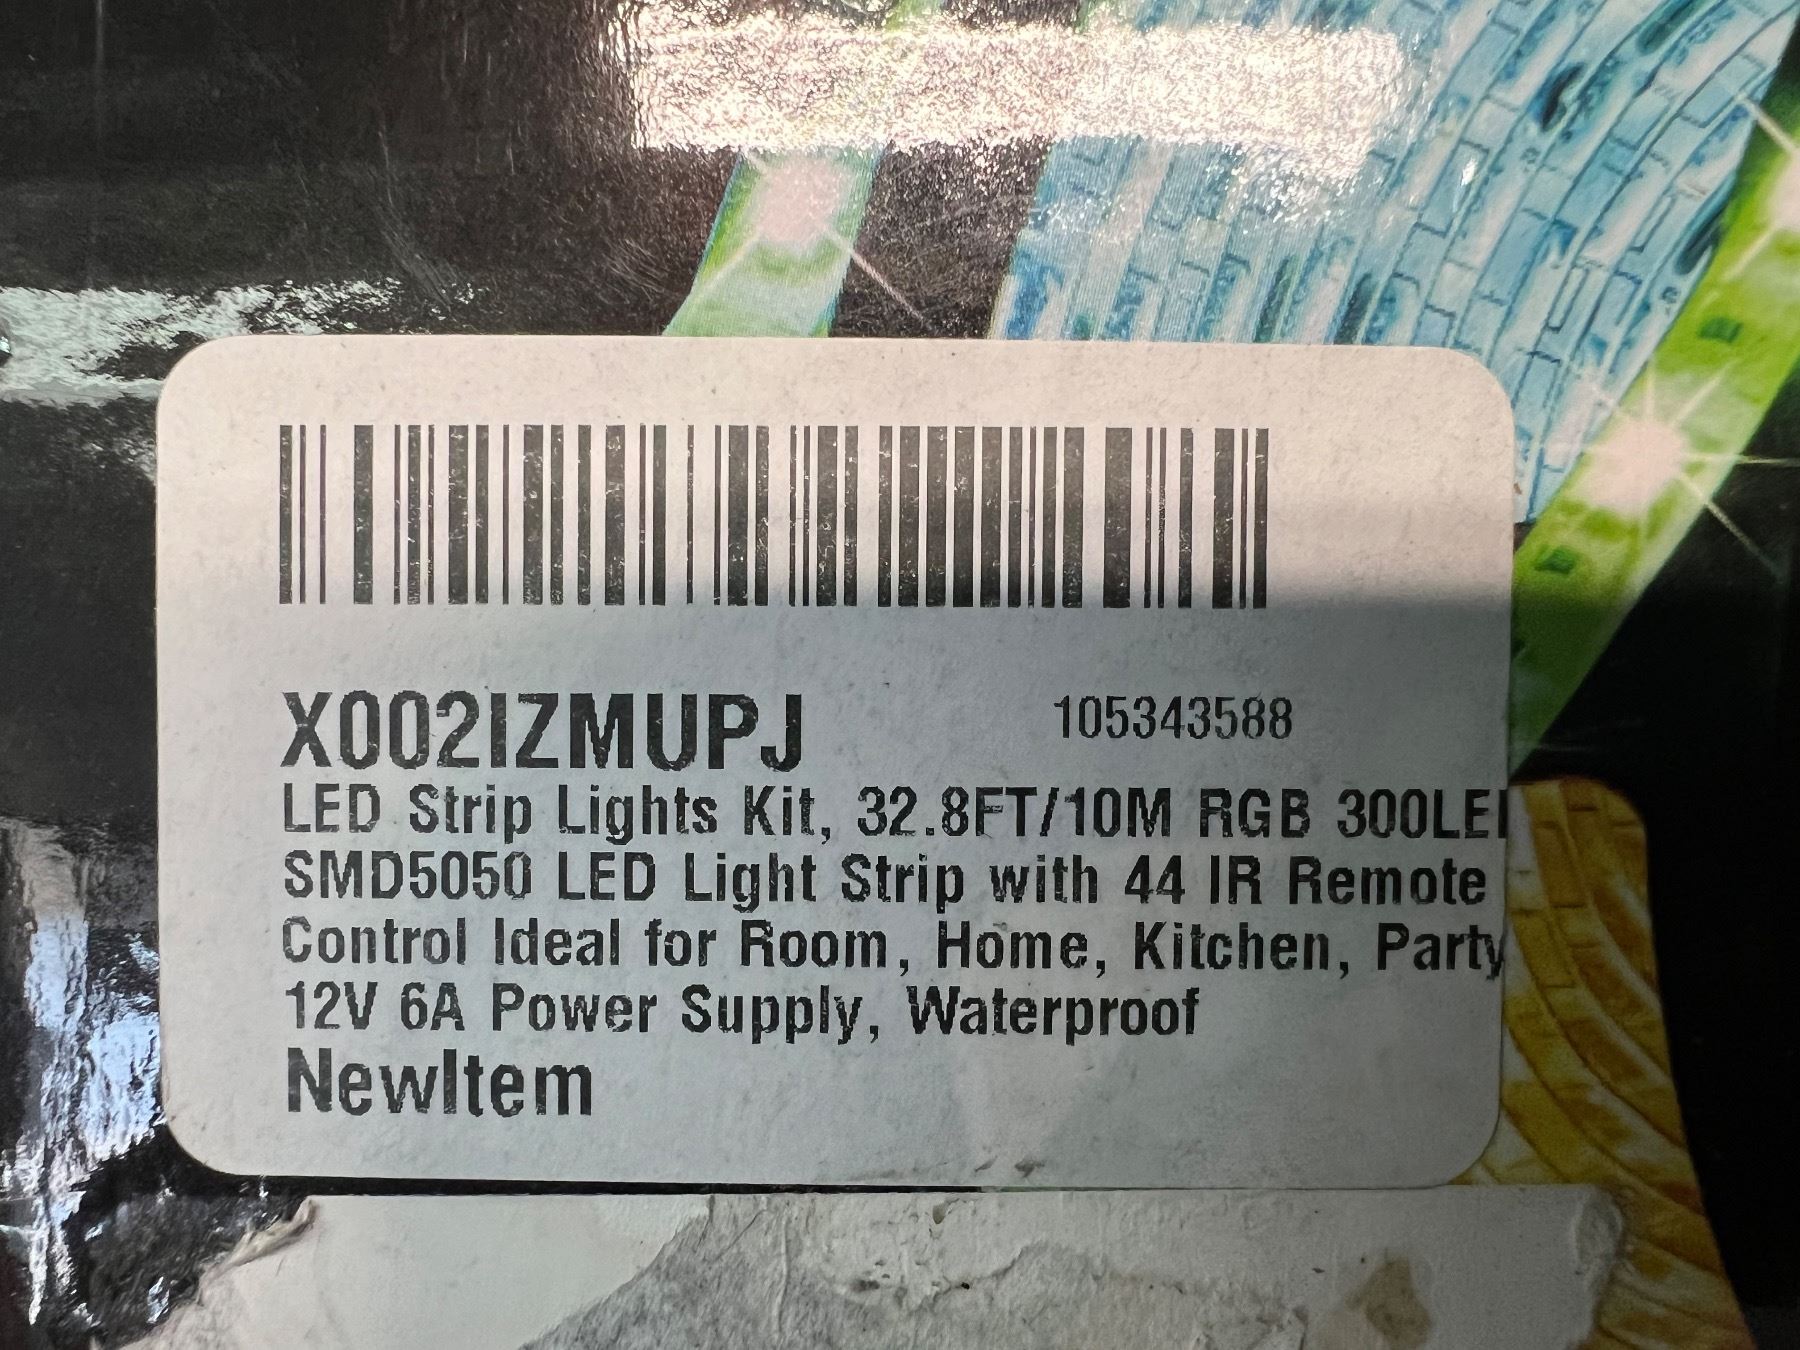 X002IZMUPJ 105343588
LED Strip Lights Kit, 32.8FT/10M RGB 300LE
SMD5050 LED Light Strip with 44 IR Remote
Control Ideal for Room, Home, Kitchen, Party
12V 6A Power Supply, Waterproof
NewItem